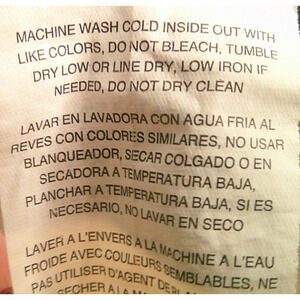 MACHINE WASH COLD INSIDE OUT WITH
LIKE COLORS, DO NOT BLEACH, TUMBLE
DRY LOW OR LINE DRY, LOW IRON IF
NEEDED, DO NOT DRY CLEAN
LAVAR EN LAVADORA CON AGUA FRIA AL
REVES CON COLORES SIMILARES, NO USAR
BLANQUEADOR, SECAR COLGADO O EN
SECADORA A TEMPERATURA BAJA,
PLANCHAR A TEMPERATURA BAJA, SI ES
NECESARIO, NO LAVAR EN SECO
LAVER A L'ENVERS A LA MACHINE A L'EAU
FROIDE AVEC COULEURS SEMBLABLES, NE
PAS UTILISER D'AGENT DE
SECHER A LA